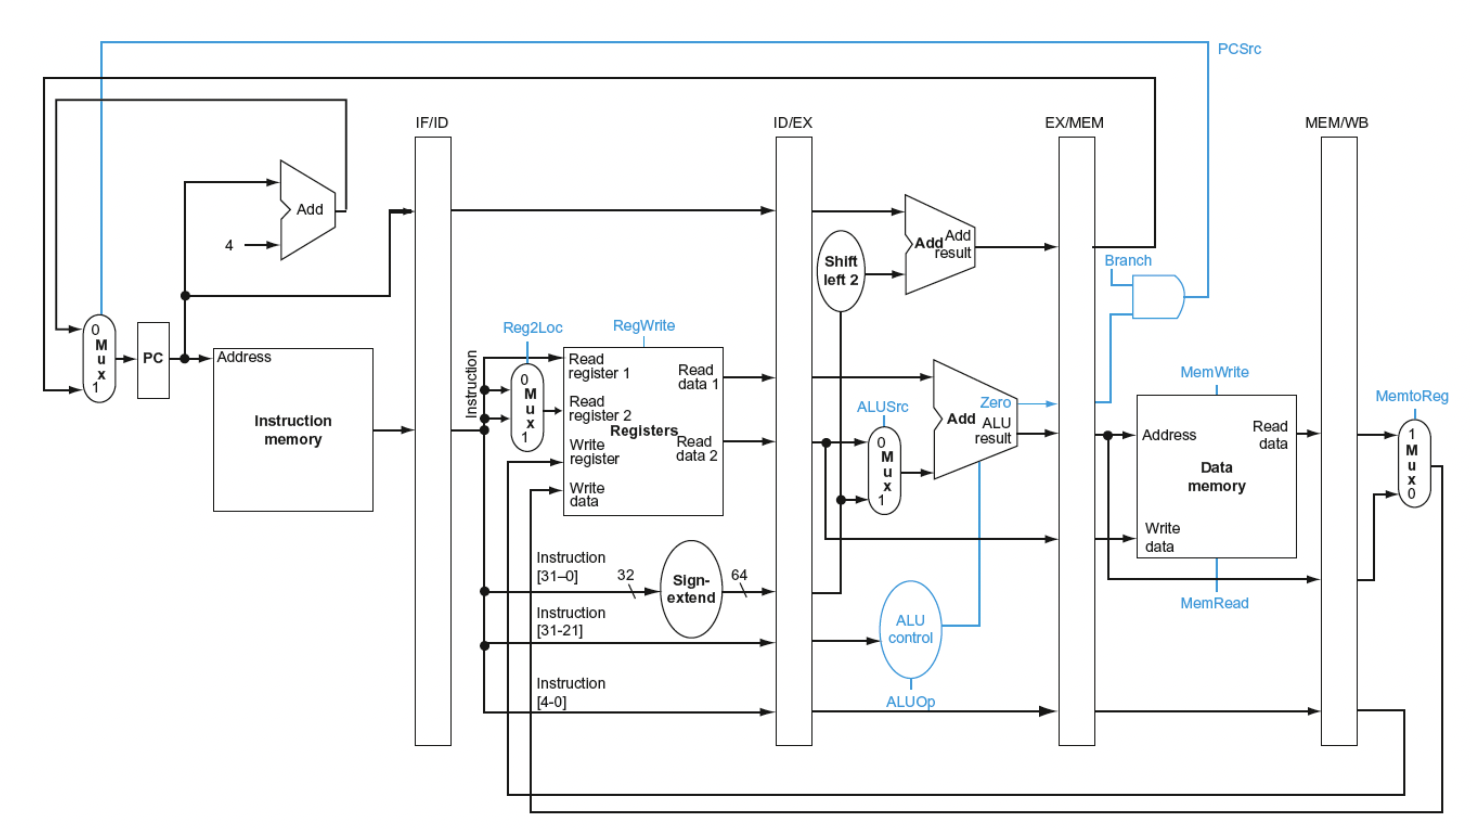 PCSrc
IF/ID
ID/EX
EX/MEM
MEM/WB
Add
4
Add
Add
result
Shift
left 2
Branch
0
M
u
x
1
PC
Address
Instruction
memory
Instruction
Reg2Loc
0
M
u
x
1
RegWrite
Read
register 1
Read
data 1
Read
register 2
Registers
Write
register
Read
data 2
Write
data
ALUSrc
0
M
u
x
1
Zero
Add
ALU
result
MemWrite
Address
Read
data
Data
memory
Write
data
MemRead
MemtoReg
1
M
u
x
0
Instruction
[31–0]
32
Sign-
extend
64
Instruction
[31-21]
ALU
control
Instruction
[4-0]
ALUOp